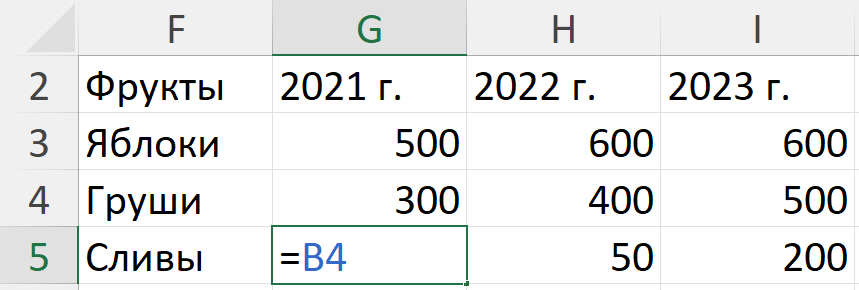 F G H I
2 Фрукты 2021 г. 2022 г. 2023 г.
3 Яблоки 500 600 600
4 Груши 300 400 500
5 Сливы =B4 50 200